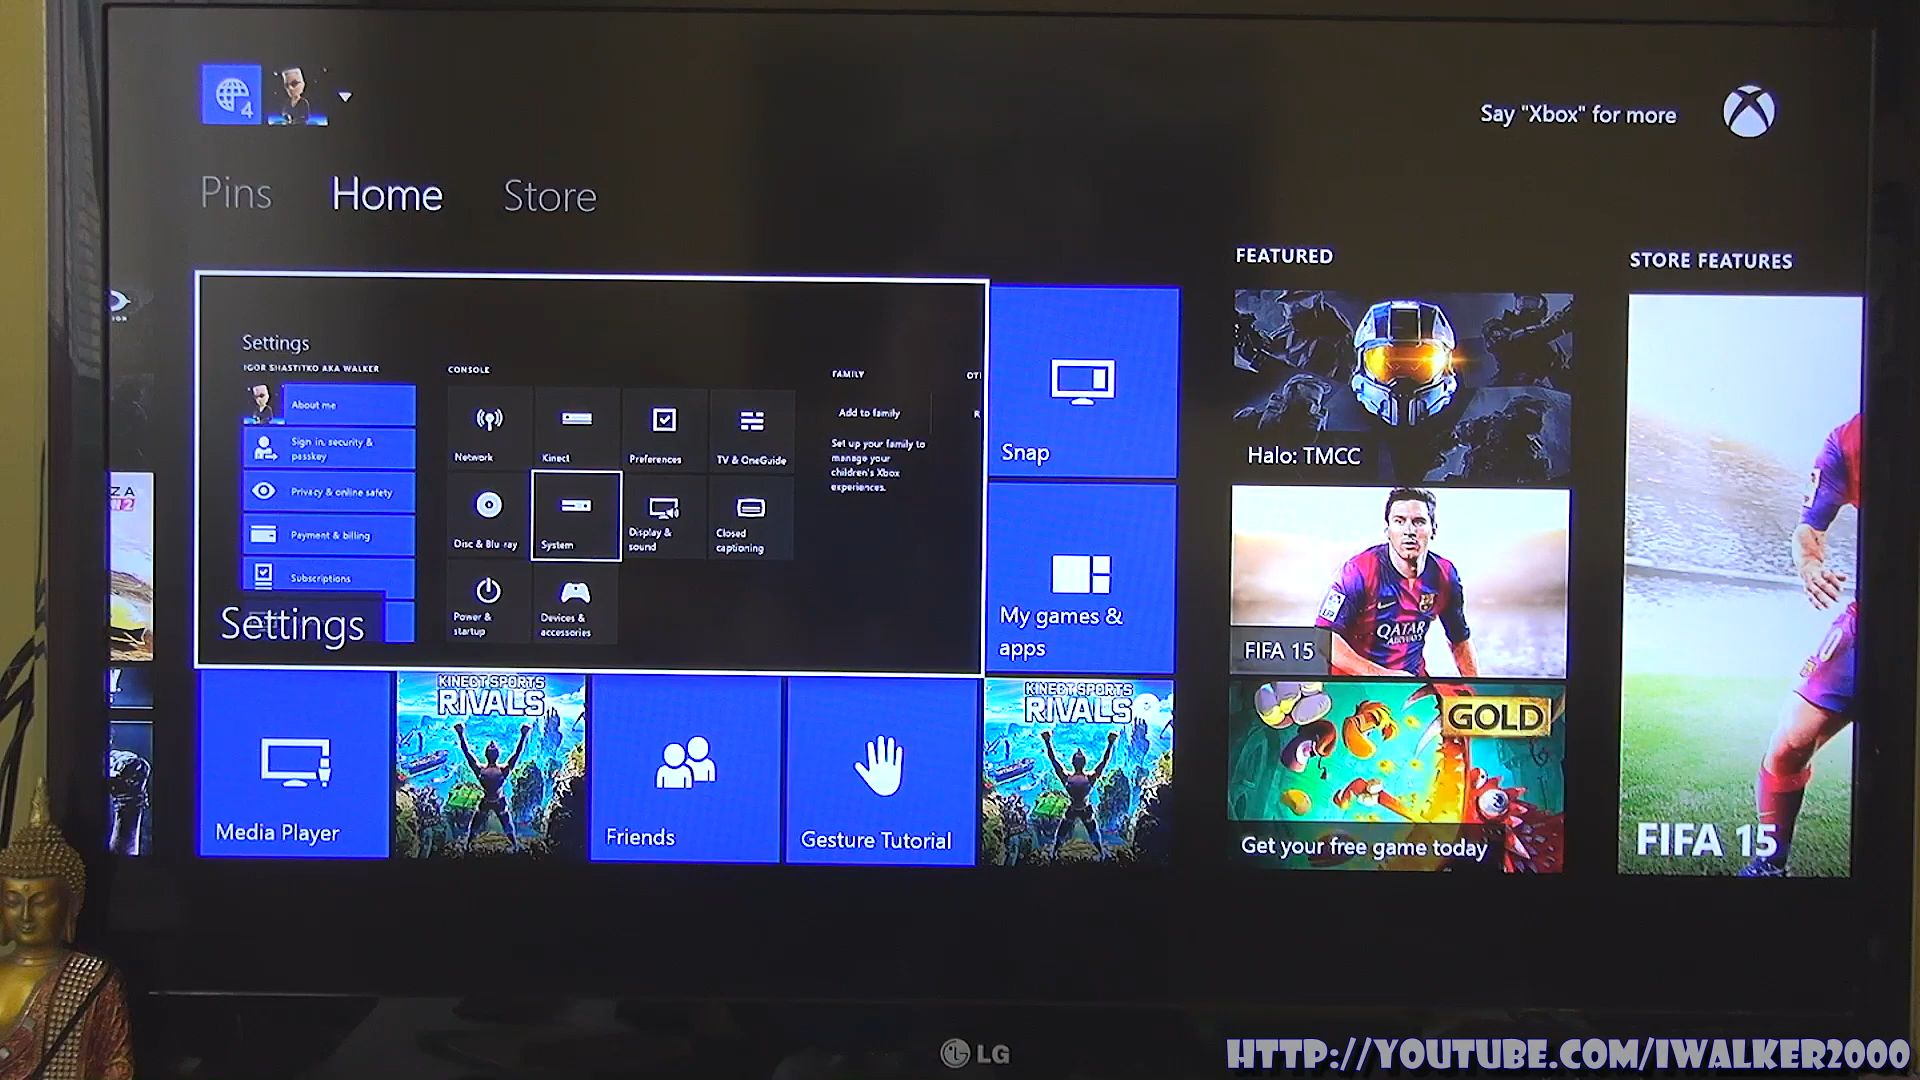 4
Say "Xbox" for more
Pins Home Store
FEATURED
STORE FEATURES
Settings
IGOR SHASTITKO AKA WALKER
CONSOLE
FAMILY
About me
Sign in, security &
passkey
Privacy & online safety
Payment & billing
Subscriptions
Network
Kinect
Preferences
TV & OneGuide
Disc & Blu-ray
System
Display &
sound
Closed
captioning
Power &
startup
Devices &
accessories
Add to family
Set up your family to
manage your
children's Xbox
experiences.
Settings
Snap
My games &
apps
Halo: TMCC
QATAR
AIRWAYS
FIFA 15
GOLD
Get your free game today
FIFA 15
Media Player
KINECT SPORTS
RIVALS
Friends
Gesture Tutorial
KINECT SPORTS
RIVALS
LG
HTTP://YOUTUBE.COM/IWALKER2000